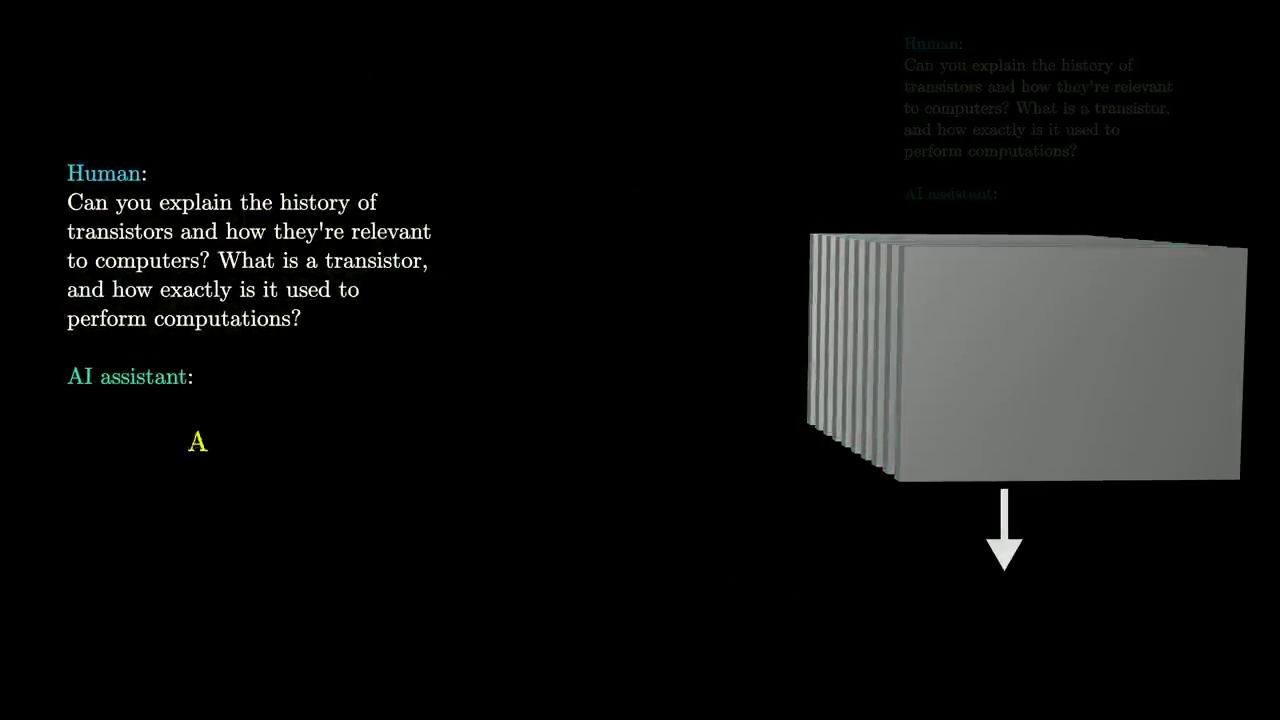 Human:
Can you explain the history of
transistors and how they're relevant
to computers? What is a transistor,
and how exactly is it used to
perform computations?
AI assistant:
A
Human:
Can you explain the history of
transistors and how they're relevant
to computers? What is a transistor,
and how exactly is it used to
perform computations?
AI assistant: